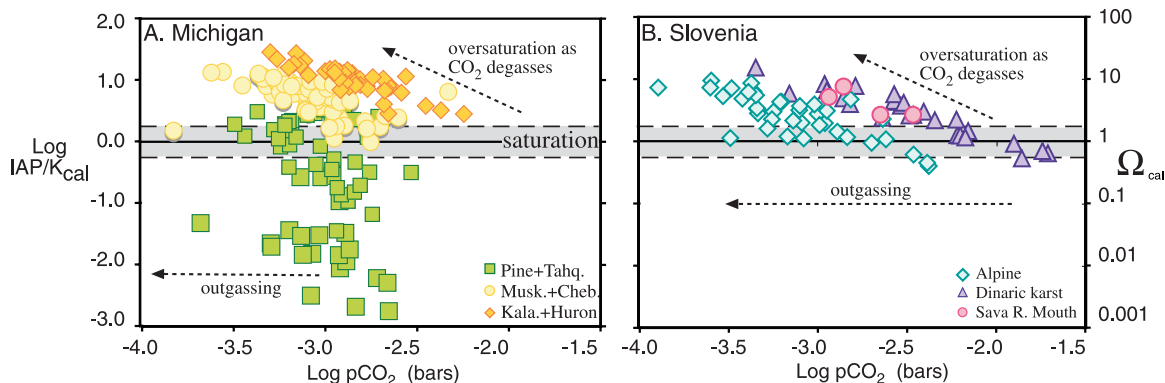 A. Michigan
2.0
1.0
0.0
-1.0
-2.0
-3.0
Log
IAP/Kcal
oversaturation as
CO2 degasses
saturation
outgassing
Pine+Tahq.
Musk.+Cheb.
Kala.+Huron
-4.0 -3.5 -3.0 -2.5 -2.0 -1.5
Log pCO2 (bars)
B. Slovenia
oversaturation as
CO2 degasses
outgassing
Alpine
Dinaric karst
Sava R. Mouth
100
10
1
0.1
0.01
0.001
Ωcal
-4.0 -3.5 -3.0 -2.5 -2.0 -1.5
Log pCO2 (bars)